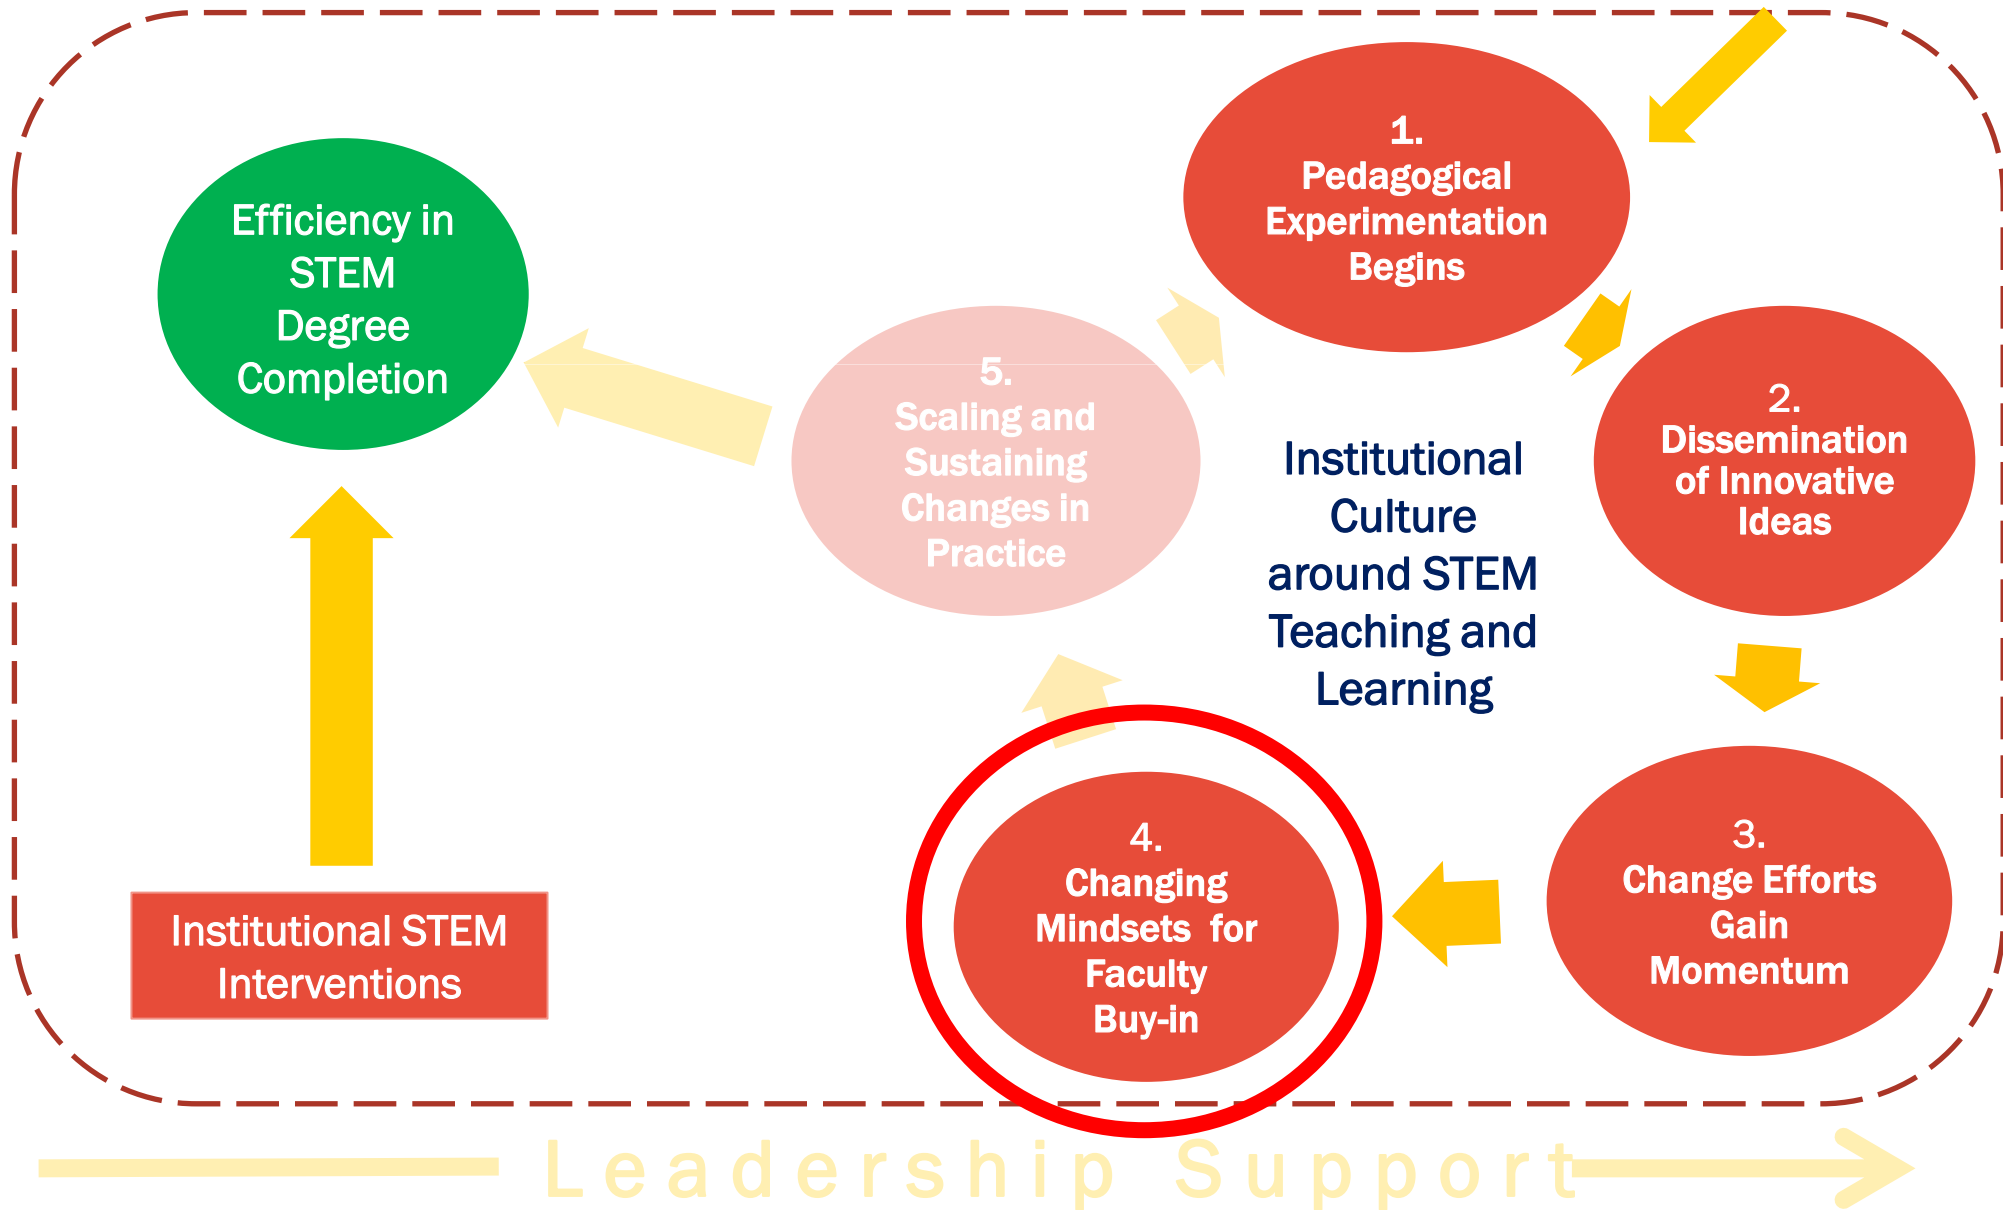 Efficiency in
STEM
Degree
Completion
Institutional STEM
Interventions
1.
Pedagogical
Experimentation
Begins
2.
Dissemination
of Innovative
Ideas
3.
Change Efforts
Gain
Momentum
4.
Changing
Mindsets for
Faculty
Buy-in
5.
Scaling and
Sustaining
Changes in
Practice
Institutional
Culture
around STEM
Teaching and
Learning
Leadership Support